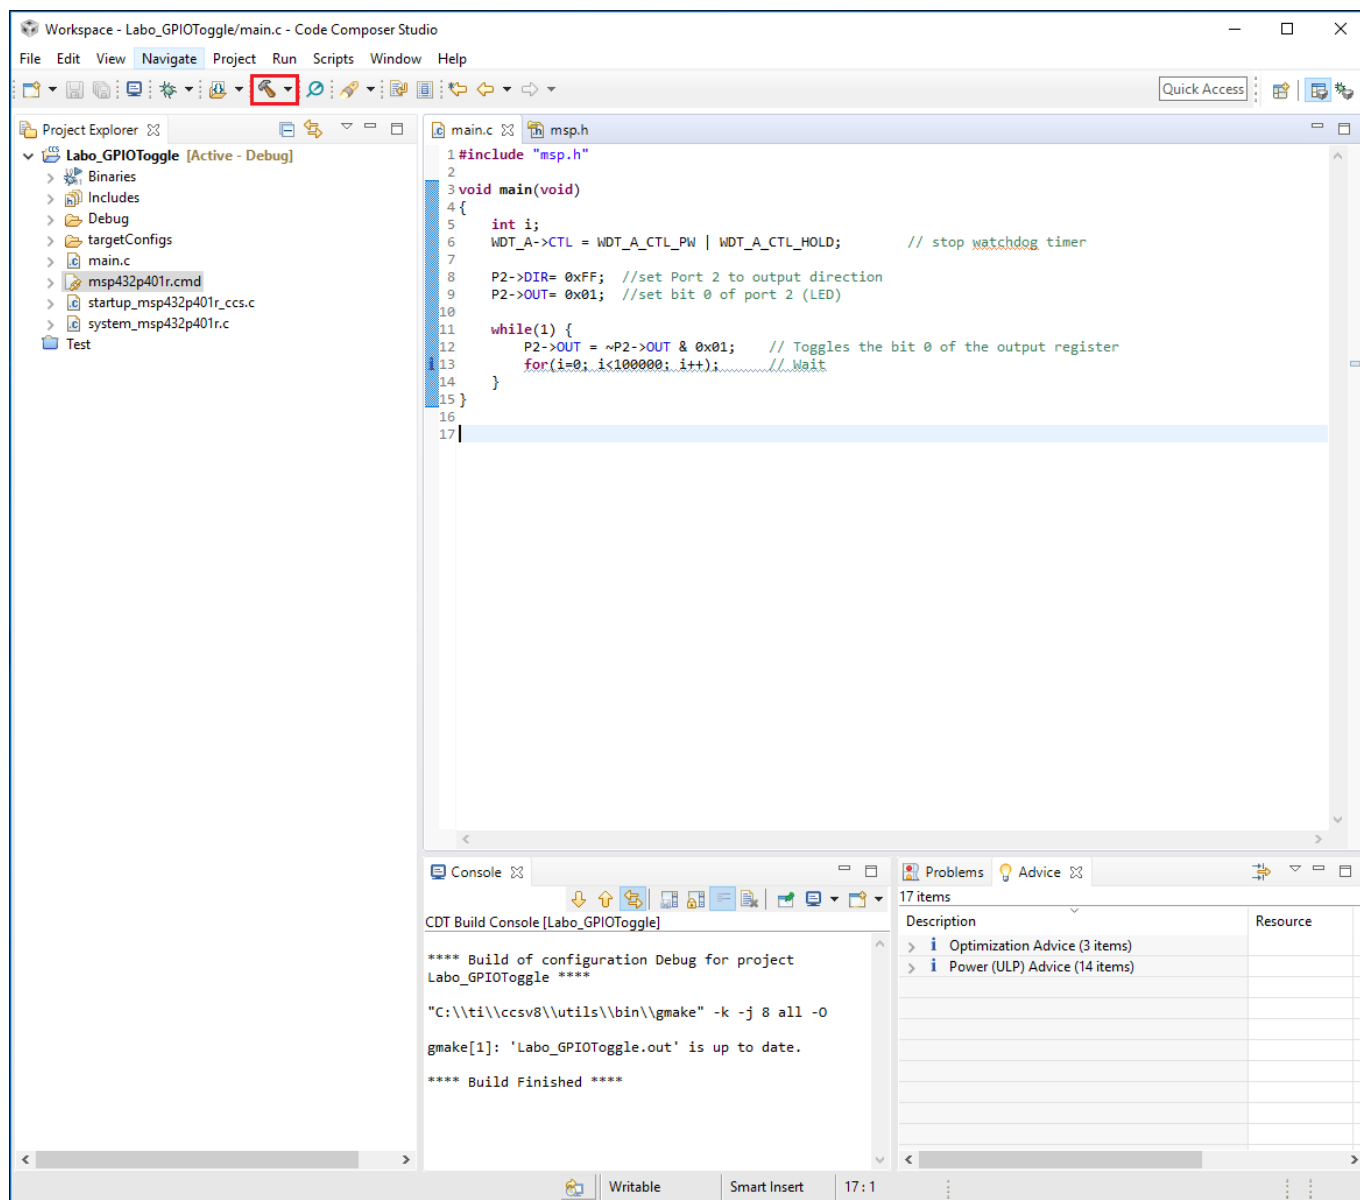 Workspace - Labo_GPIOToggle/main.c - Code Composer Studio
File Edit View Navigate Project Run Scripts Window Help
Quick Access
Project Explorer
Labo_GPIOToggle [Active - Debug]
Binaries
Includes
Debug
targetConfigs
main.c
msp432p401r.cmd
startup_msp432p401r_ccs.c
system_msp432p401r.c
Test
main.c msp.h
1 #include "msp.h"
2
3 void main(void)
4 {
5 int i;
6 WDT_A->CTL = WDT_A_CTL_PW | WDT_A_CTL_HOLD; // stop watchdog timer
7
8 P2->DIR= 0xFF; //set Port 2 to output direction
9 P2->OUT= 0x01; //set bit 0 of port 2 (LED)
10
11 while(1) {
12 P2->OUT = ~P2->OUT & 0x01; // Toggles the bit 0 of the output register
13 for(i=0; i<100000; i++); // Wait
14 }
15 }
16
17
Console
CDT Build Console [Labo_GPIOToggle]
**** Build of configuration Debug for project
Labo_GPIOToggle ****
"C:\\ti\\ccsv8\\utils\\bin\\gmake" -k -j 8 all -O
gmake[1]: 'Labo_GPIOToggle.out' is up to date.
**** Build Finished ****
Problems Advice
17 items
Description Resource
Optimization Advice (3 items)
Power (ULP) Advice (14 items)
Writable Smart Insert 17 : 1